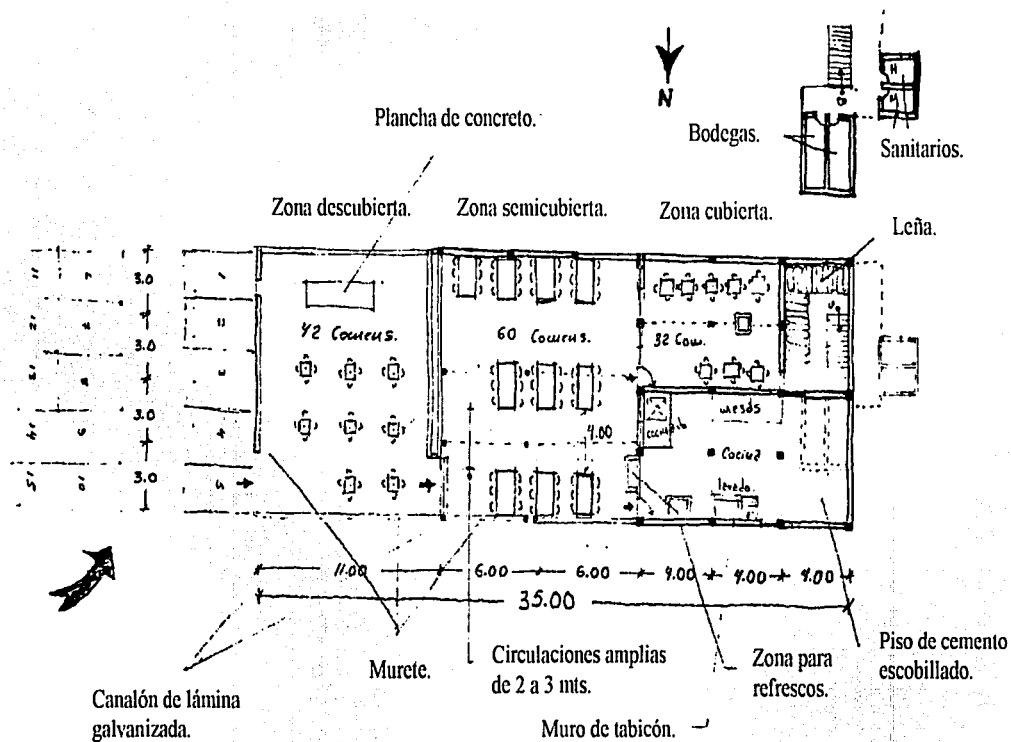 N
H
M
Plancha de concreto.
Bodegas.
Sanitarios.
Zona descubierta.
Zona semicubierta.
Zona cubierta.
Leña.
3.0
3.0
3.0
3.0
42 Comens.
60 Comens.
32 Com.
mesas
4.00
Cocina
lavado
11.00
6.00
6.00
4.00
4.00
4.00
35.00
Canalón de lámina
galvanizada.
Murete.
Circulaciones amplias
de 2 a 3 mts.
Zona para
refrescos.
Piso de cemento
escobillado.
Muro de tabicón.